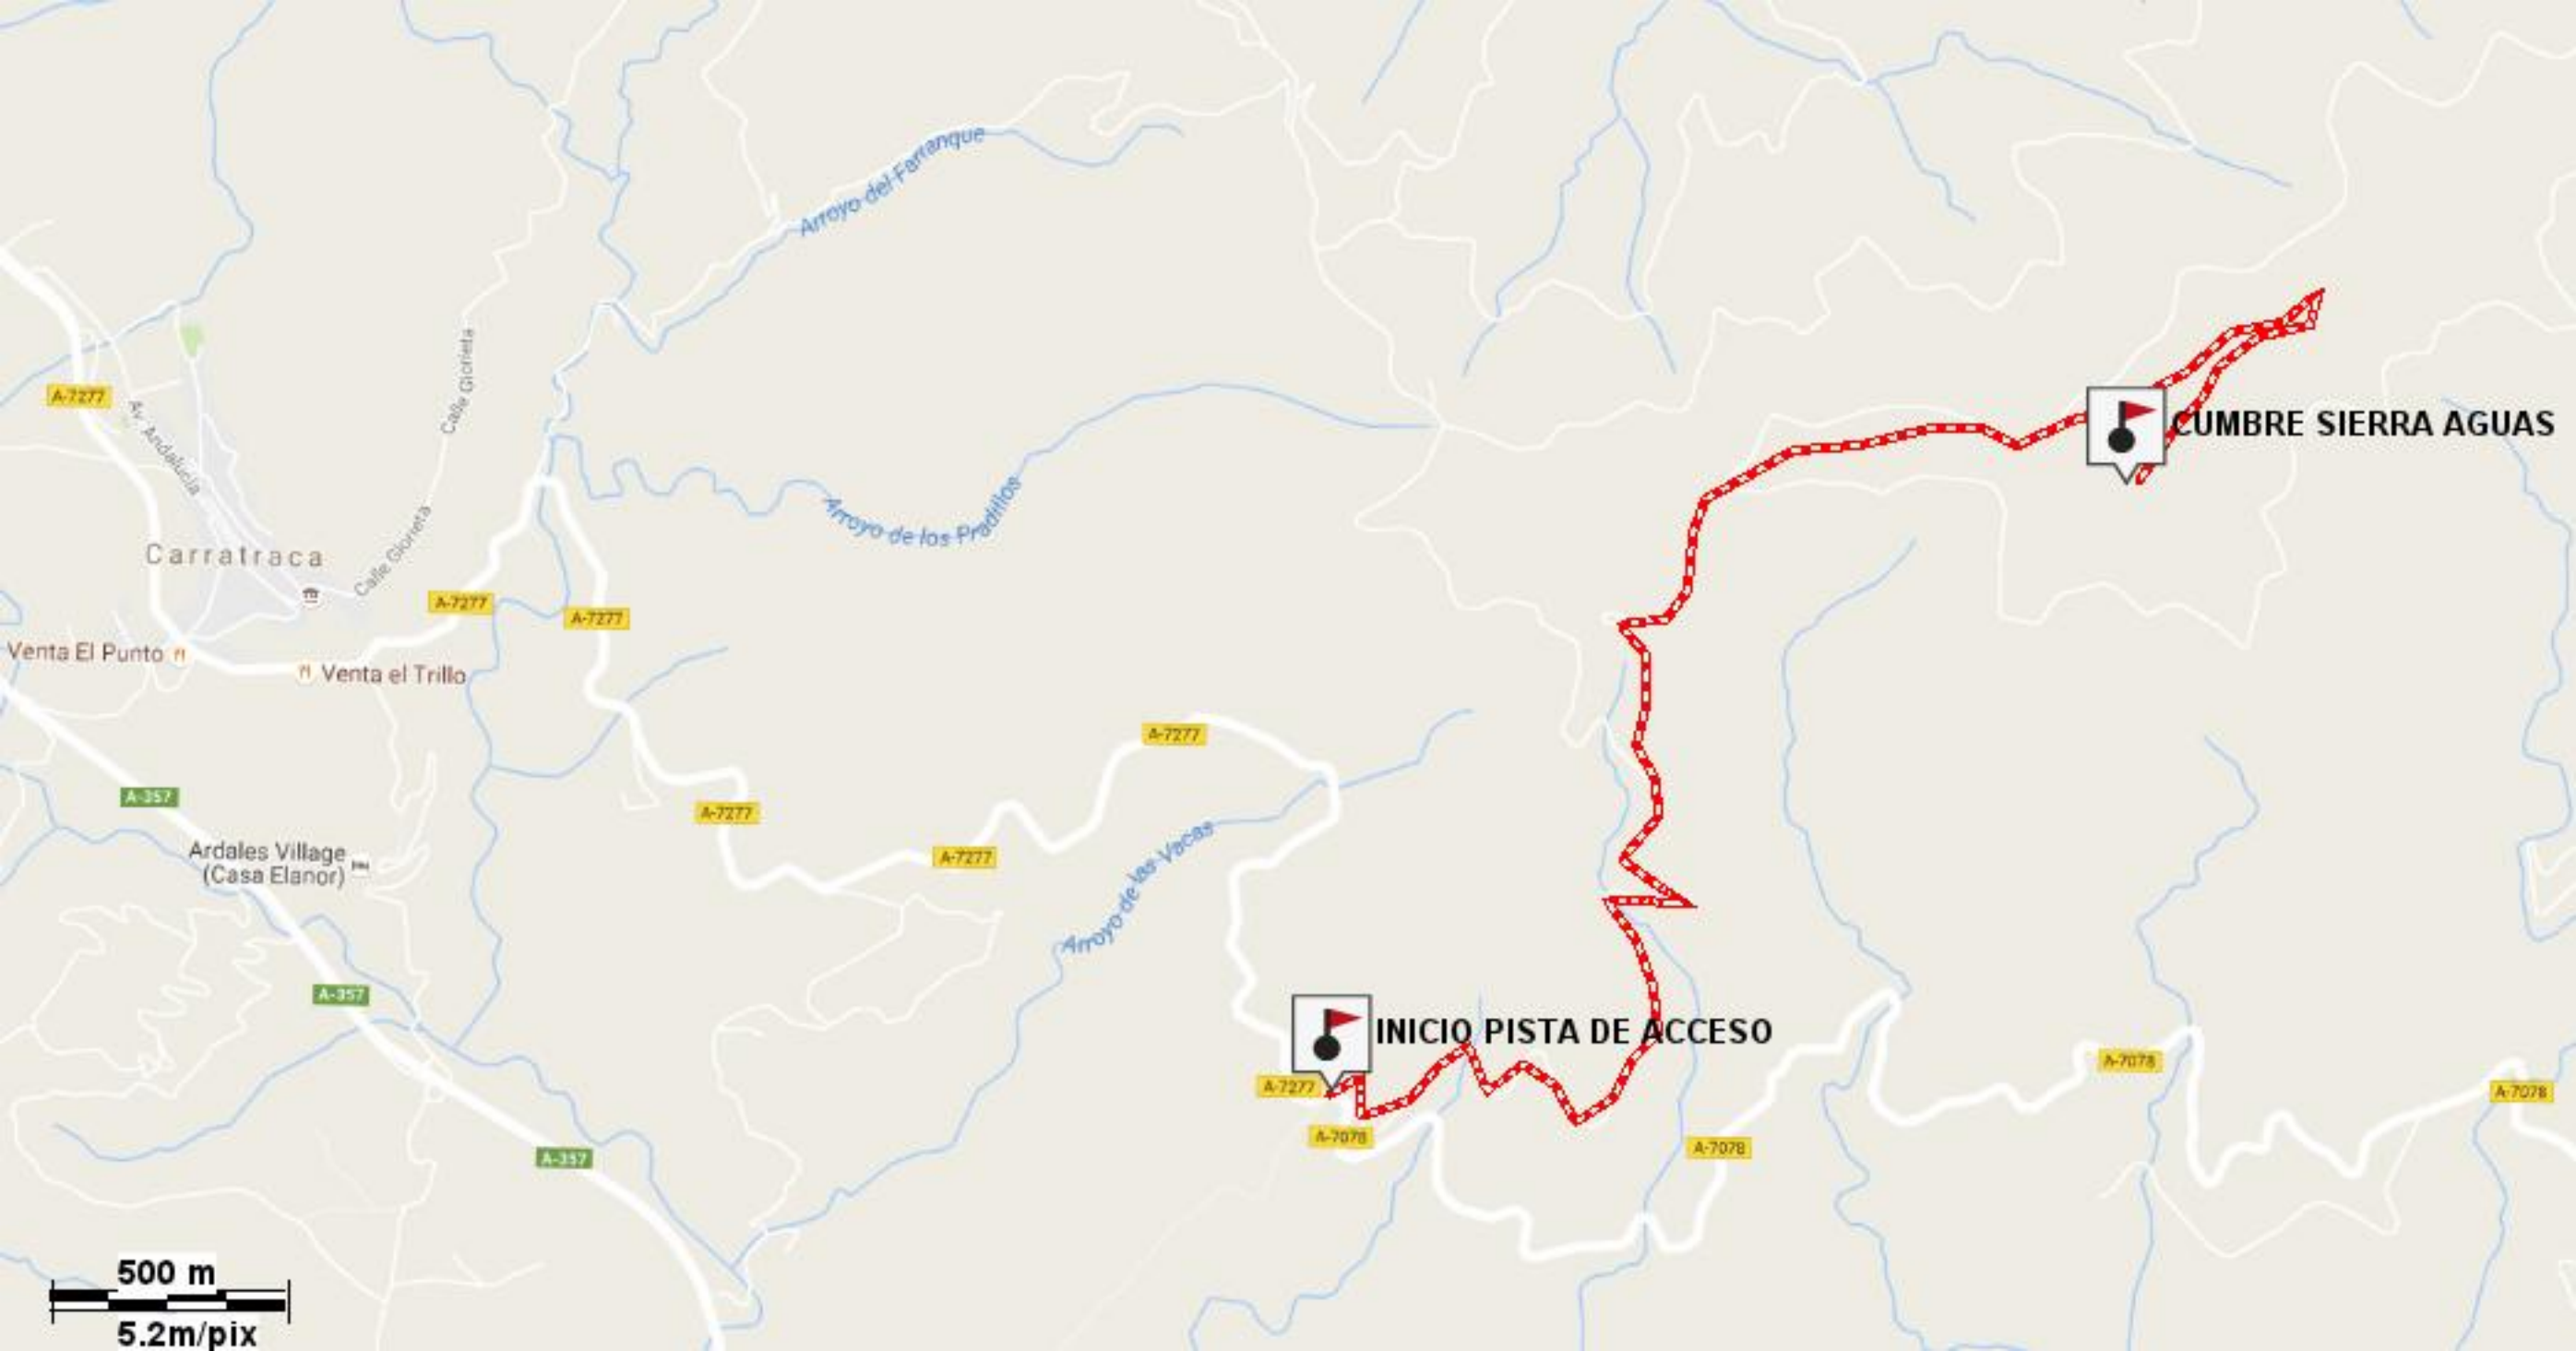 Arroyo del Farranque
A-7277
Calle Glorieta
Av. Andalucía
CUMBRE SIERRA AGUAS
Arroyo de los Pradillos
Calle Glorieta
Carratraca
A-7277
A-7277
Venta El Punto
Venta el Trillo
A-7277
A-357
A-7277
Ardales Village
(Casa Elanor)
A-7277
Arroyo de las Vacas
A-357
INICIO PISTA DE ACCESO
A-7078
A-7277
A-7078
A-7078
A-7078
A-357
500 m
5.2m/pix